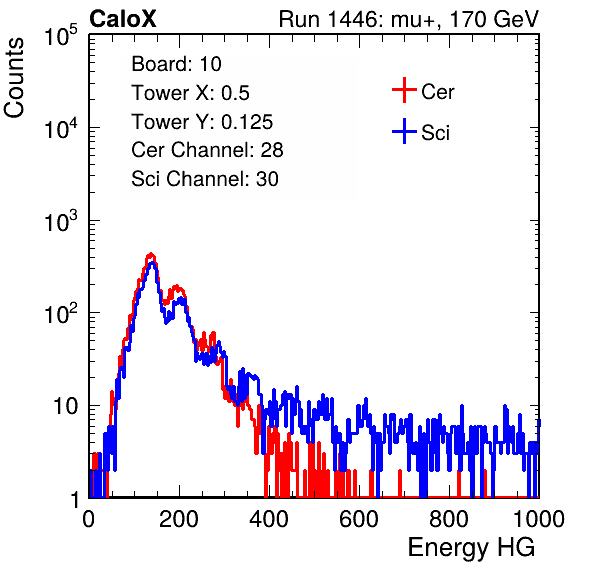 CaloX Run 1446: mu+, 170 GeV
Counts
Board: 10
Tower X: 0.5
Tower Y: 0.125
Cer Channel: 28
Sci Channel: 30
Cer
Sci
10^5
10^4
10^3
10^2
10
1
0 200 400 600 800 1000
Energy HG